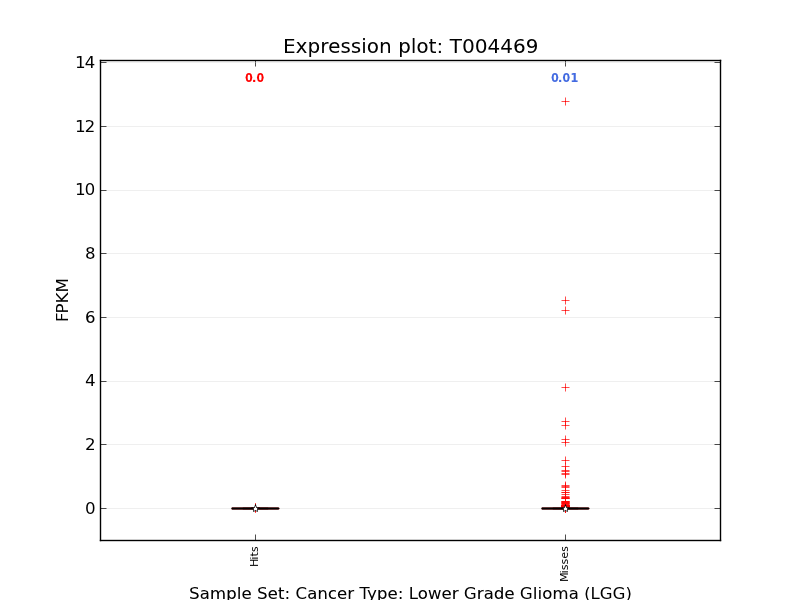 Expression plot: T004469
0.0
0.01
14
12
10
8
6
4
2
0
FPKM
Hits
Misses
Sample Set: Cancer Type: Lower Grade Glioma (LGG)